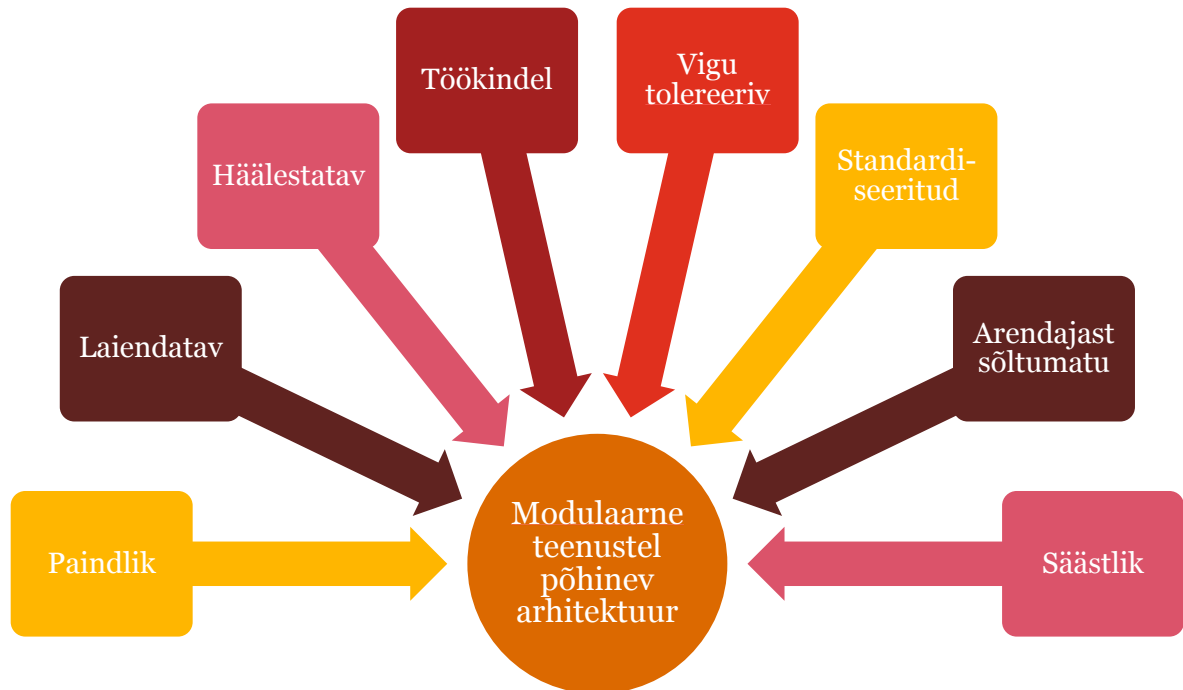 Töökindel
Vigu
tolereeriv
Häälestatav
Standardi-
seeritud
Laiendatav
Arendajast
sõltumatu
Paindlik
Modulaarne
teenustel
põhinev
arhitektuur
Säästlik